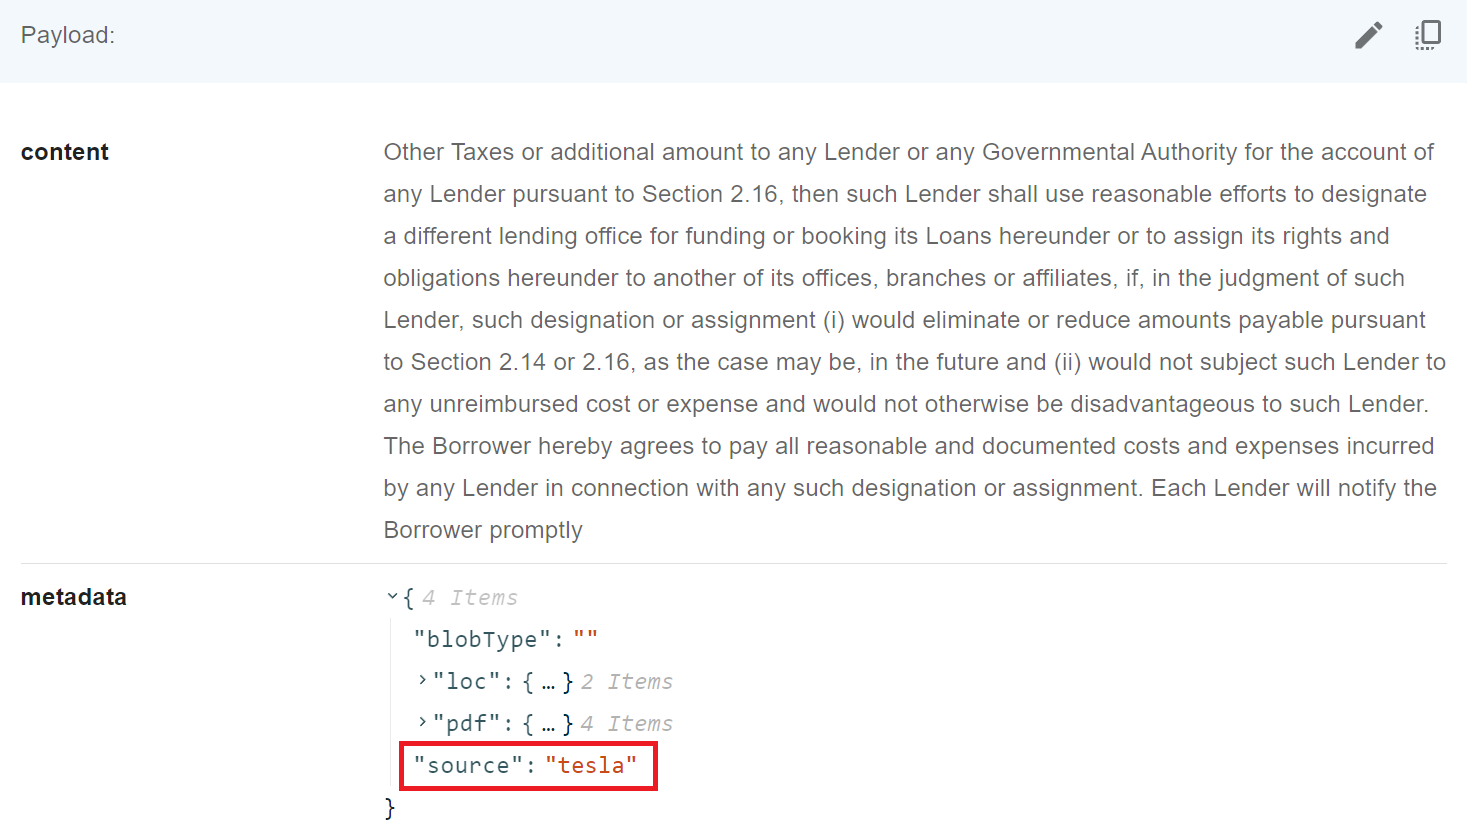 Payload:
content
Other Taxes or additional amount to any Lender or any Governmental Authority for the account of
any Lender pursuant to Section 2.16, then such Lender shall use reasonable efforts to designate
a different lending office for funding or booking its Loans hereunder or to assign its rights and
obligations hereunder to another of its offices, branches or affiliates, if, in the judgment of such
Lender, such designation or assignment (i) would eliminate or reduce amounts payable pursuant
to Section 2.14 or 2.16, as the case may be, in the future and (ii) would not subject such Lender to
any unreimbursed cost or expense and would not otherwise be disadvantageous to such Lender.
The Borrower hereby agrees to pay all reasonable and documented costs and expenses incurred
by any Lender in connection with any such designation or assignment. Each Lender will notify the
Borrower promptly
metadata
{ 4 Items
"blobType": ""
"loc": { … } 2 Items
"pdf": { … } 4 Items
"source": "tesla"
}